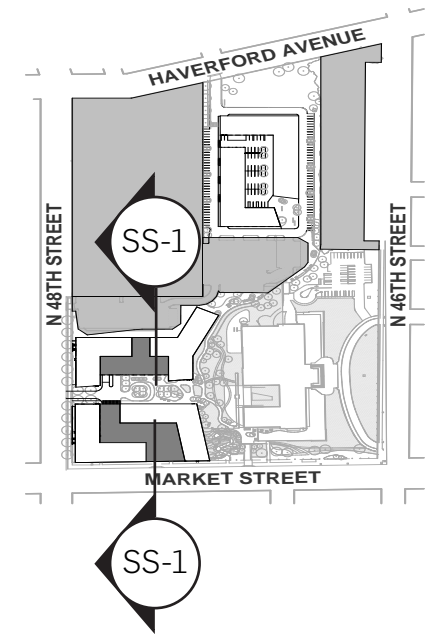 HAVERFORD AVENUE
SS-1
N 48TH STREET
N 46TH STREET
MARKET STREET
SS-1